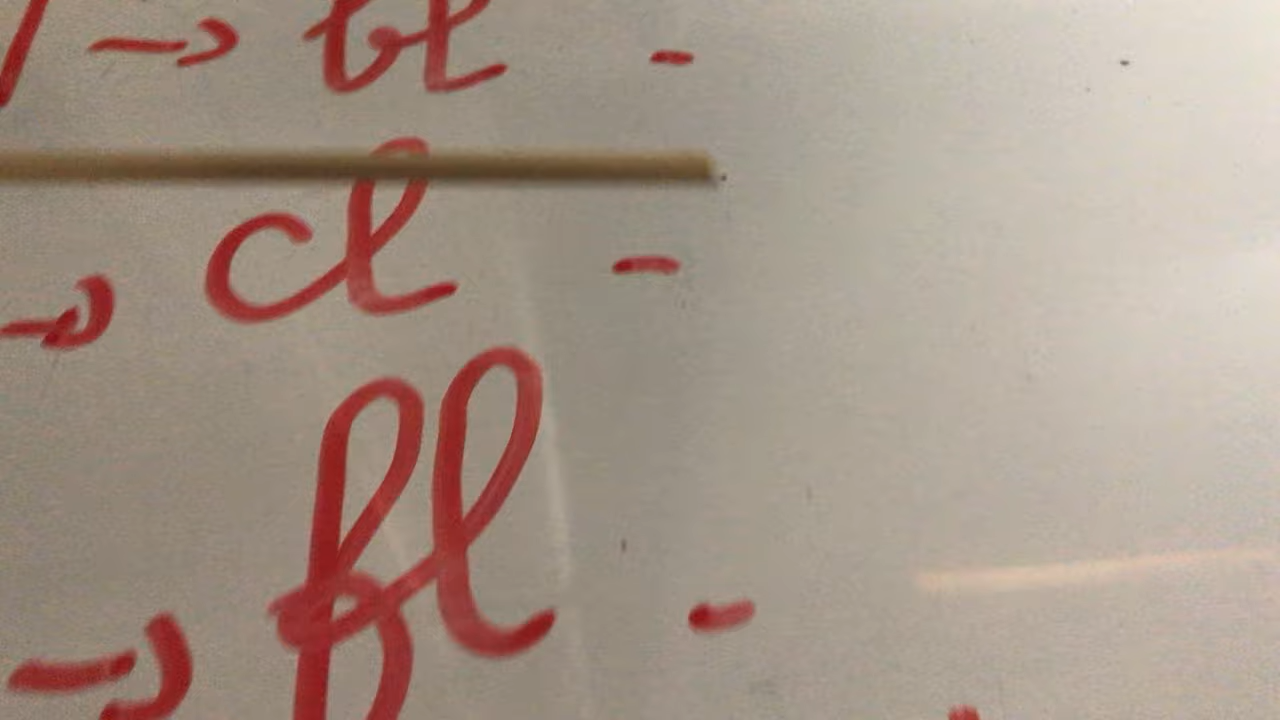 → bl -
→ cl -
→ fl -